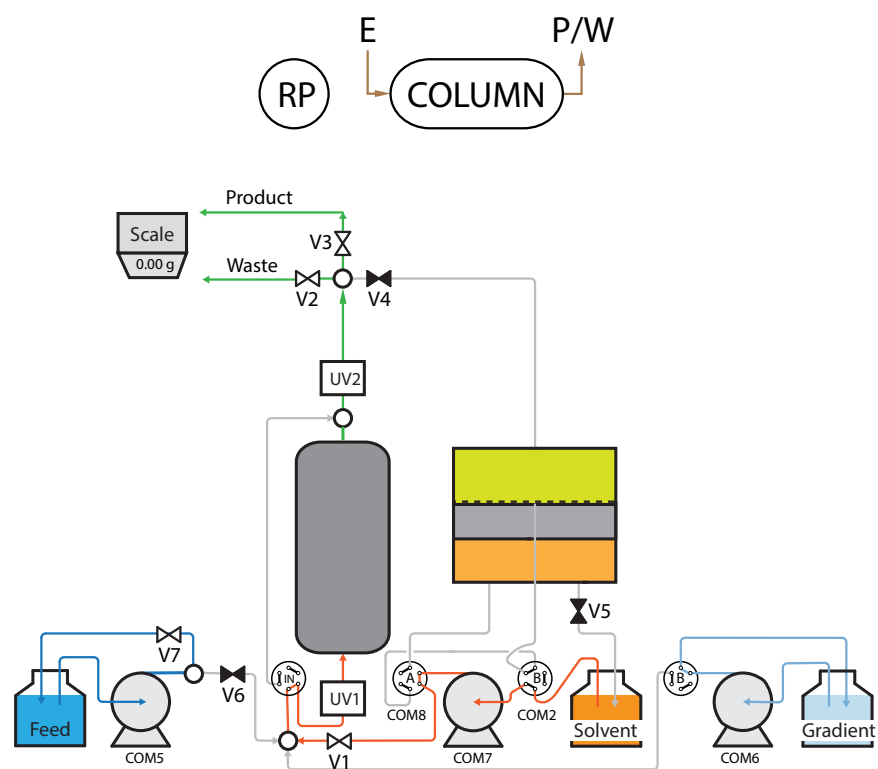 E
P/W
RP
COLUMN
Product
Scale
V3
0.00 g
Waste
V2
V4
UV2
V5
V7
IN
A
B
B
V6
UV1
COM8
COM2
Feed
Solvent
Gradient
COM5
V1
COM7
COM6